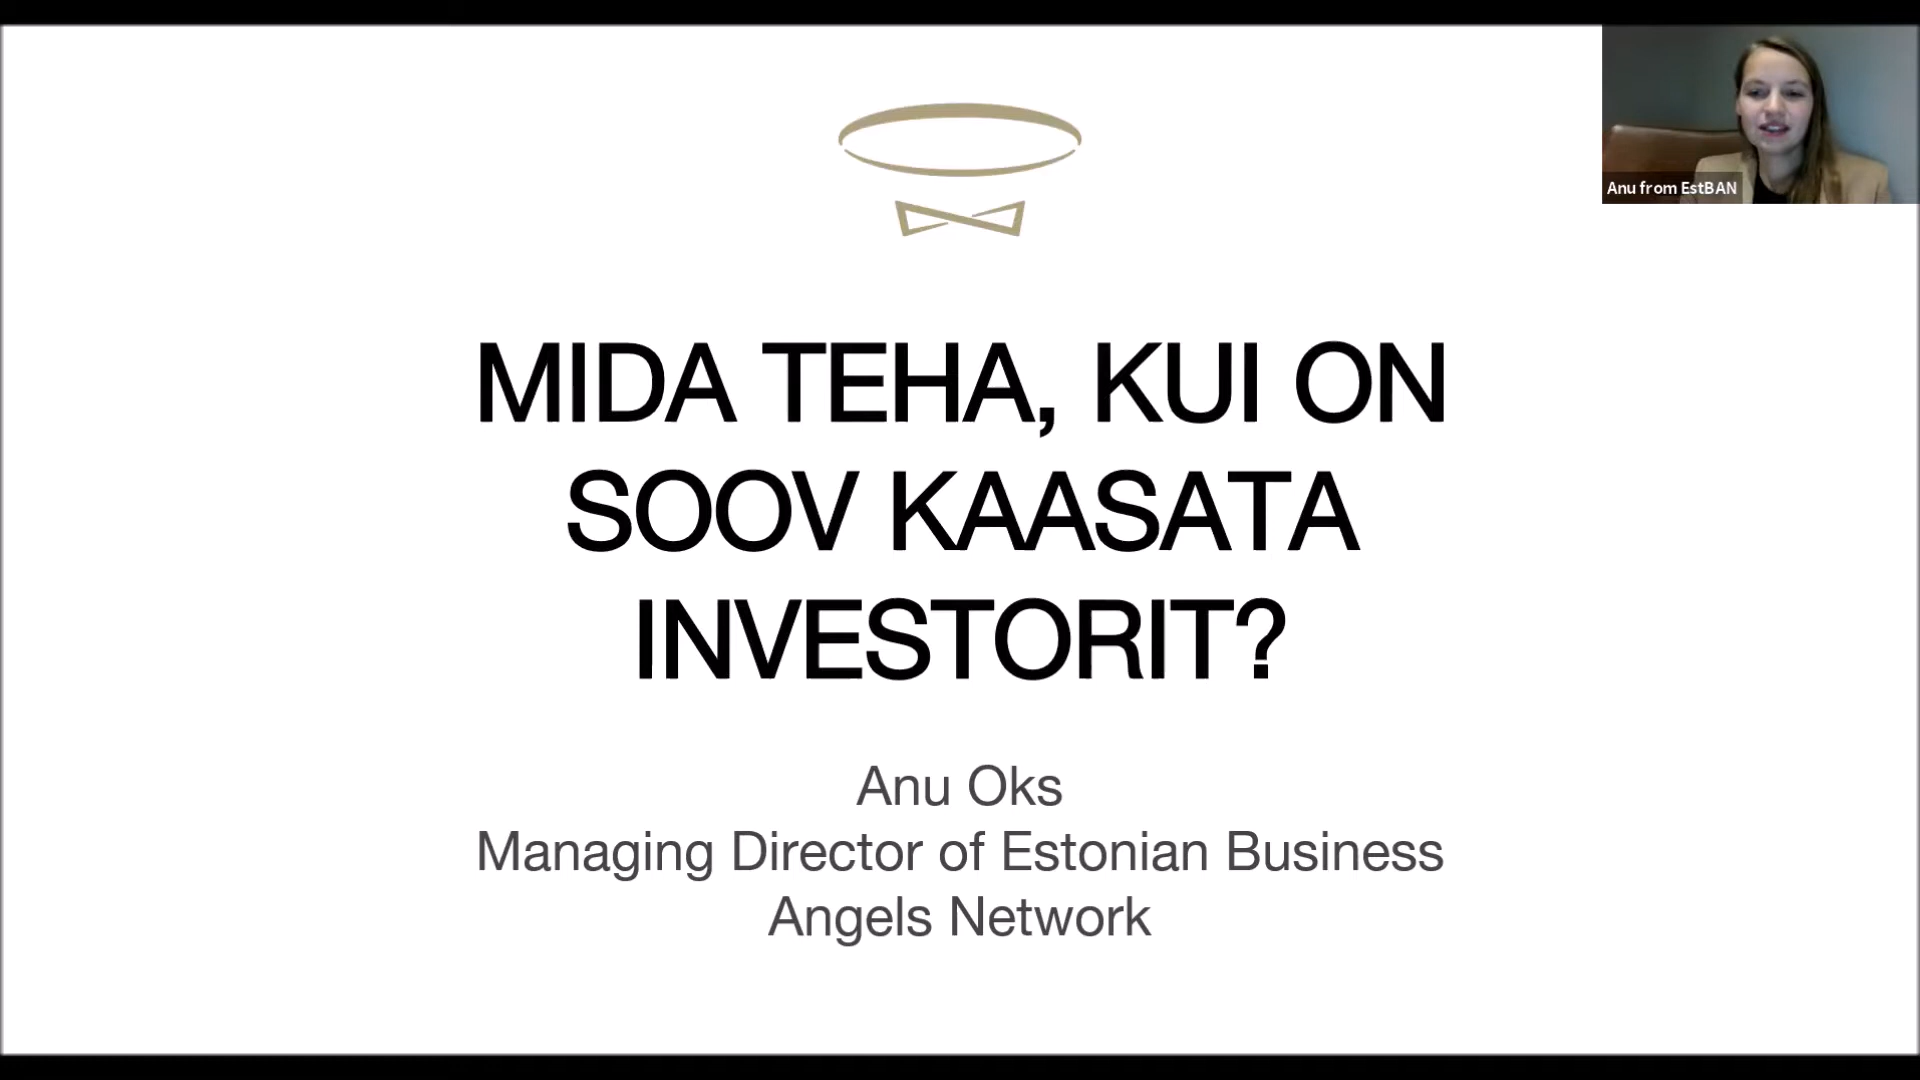 Anu from EstBAN
MIDA TEHA, KUI ON
SOOV KAASATA
INVESTORIT?
Anu Oks
Managing Director of Estonian Business
Angels Network